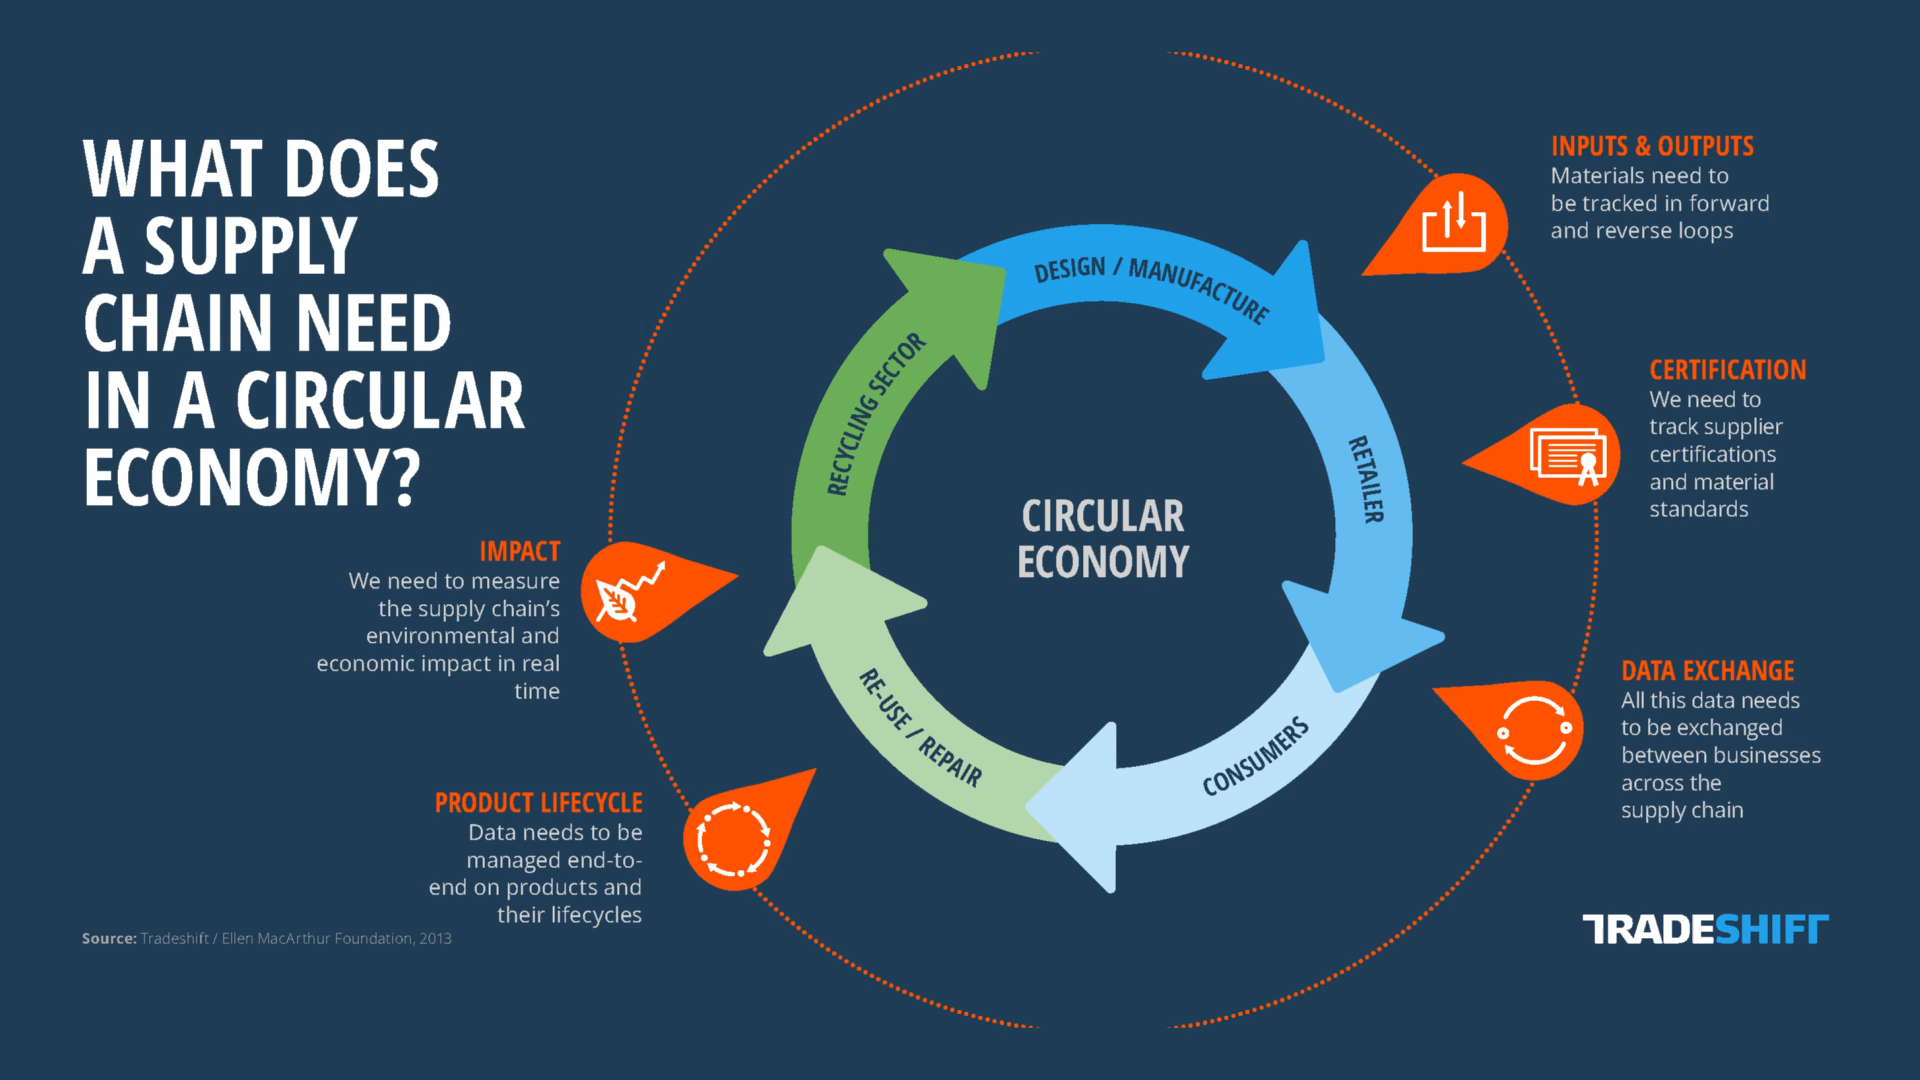 WHAT DOES
A SUPPLY
CHAIN NEED
IN A CIRCULAR
ECONOMY?
INPUTS & OUTPUTS
Materials need to
be tracked in forward
and reverse loops
CERTIFICATION
We need to
track supplier
certifications
and material
standards
DATA EXCHANGE
All this data needs
to be exchanged
between businesses
across the
supply chain
PRODUCT LIFECYCLE
Data needs to be
managed end-to-
end on products and
their lifecycles
IMPACT
We need to measure
the supply chain’s
environmental and
economic impact in real
time
DESIGN / MANUFACTURE
RETAILER
CONSUMERS
RE-USE / REPAIR
RECYCLING SECTOR
CIRCULAR
ECONOMY
Source: Tradeshift / Ellen MacArthur Foundation, 2013
TRADESHIFT